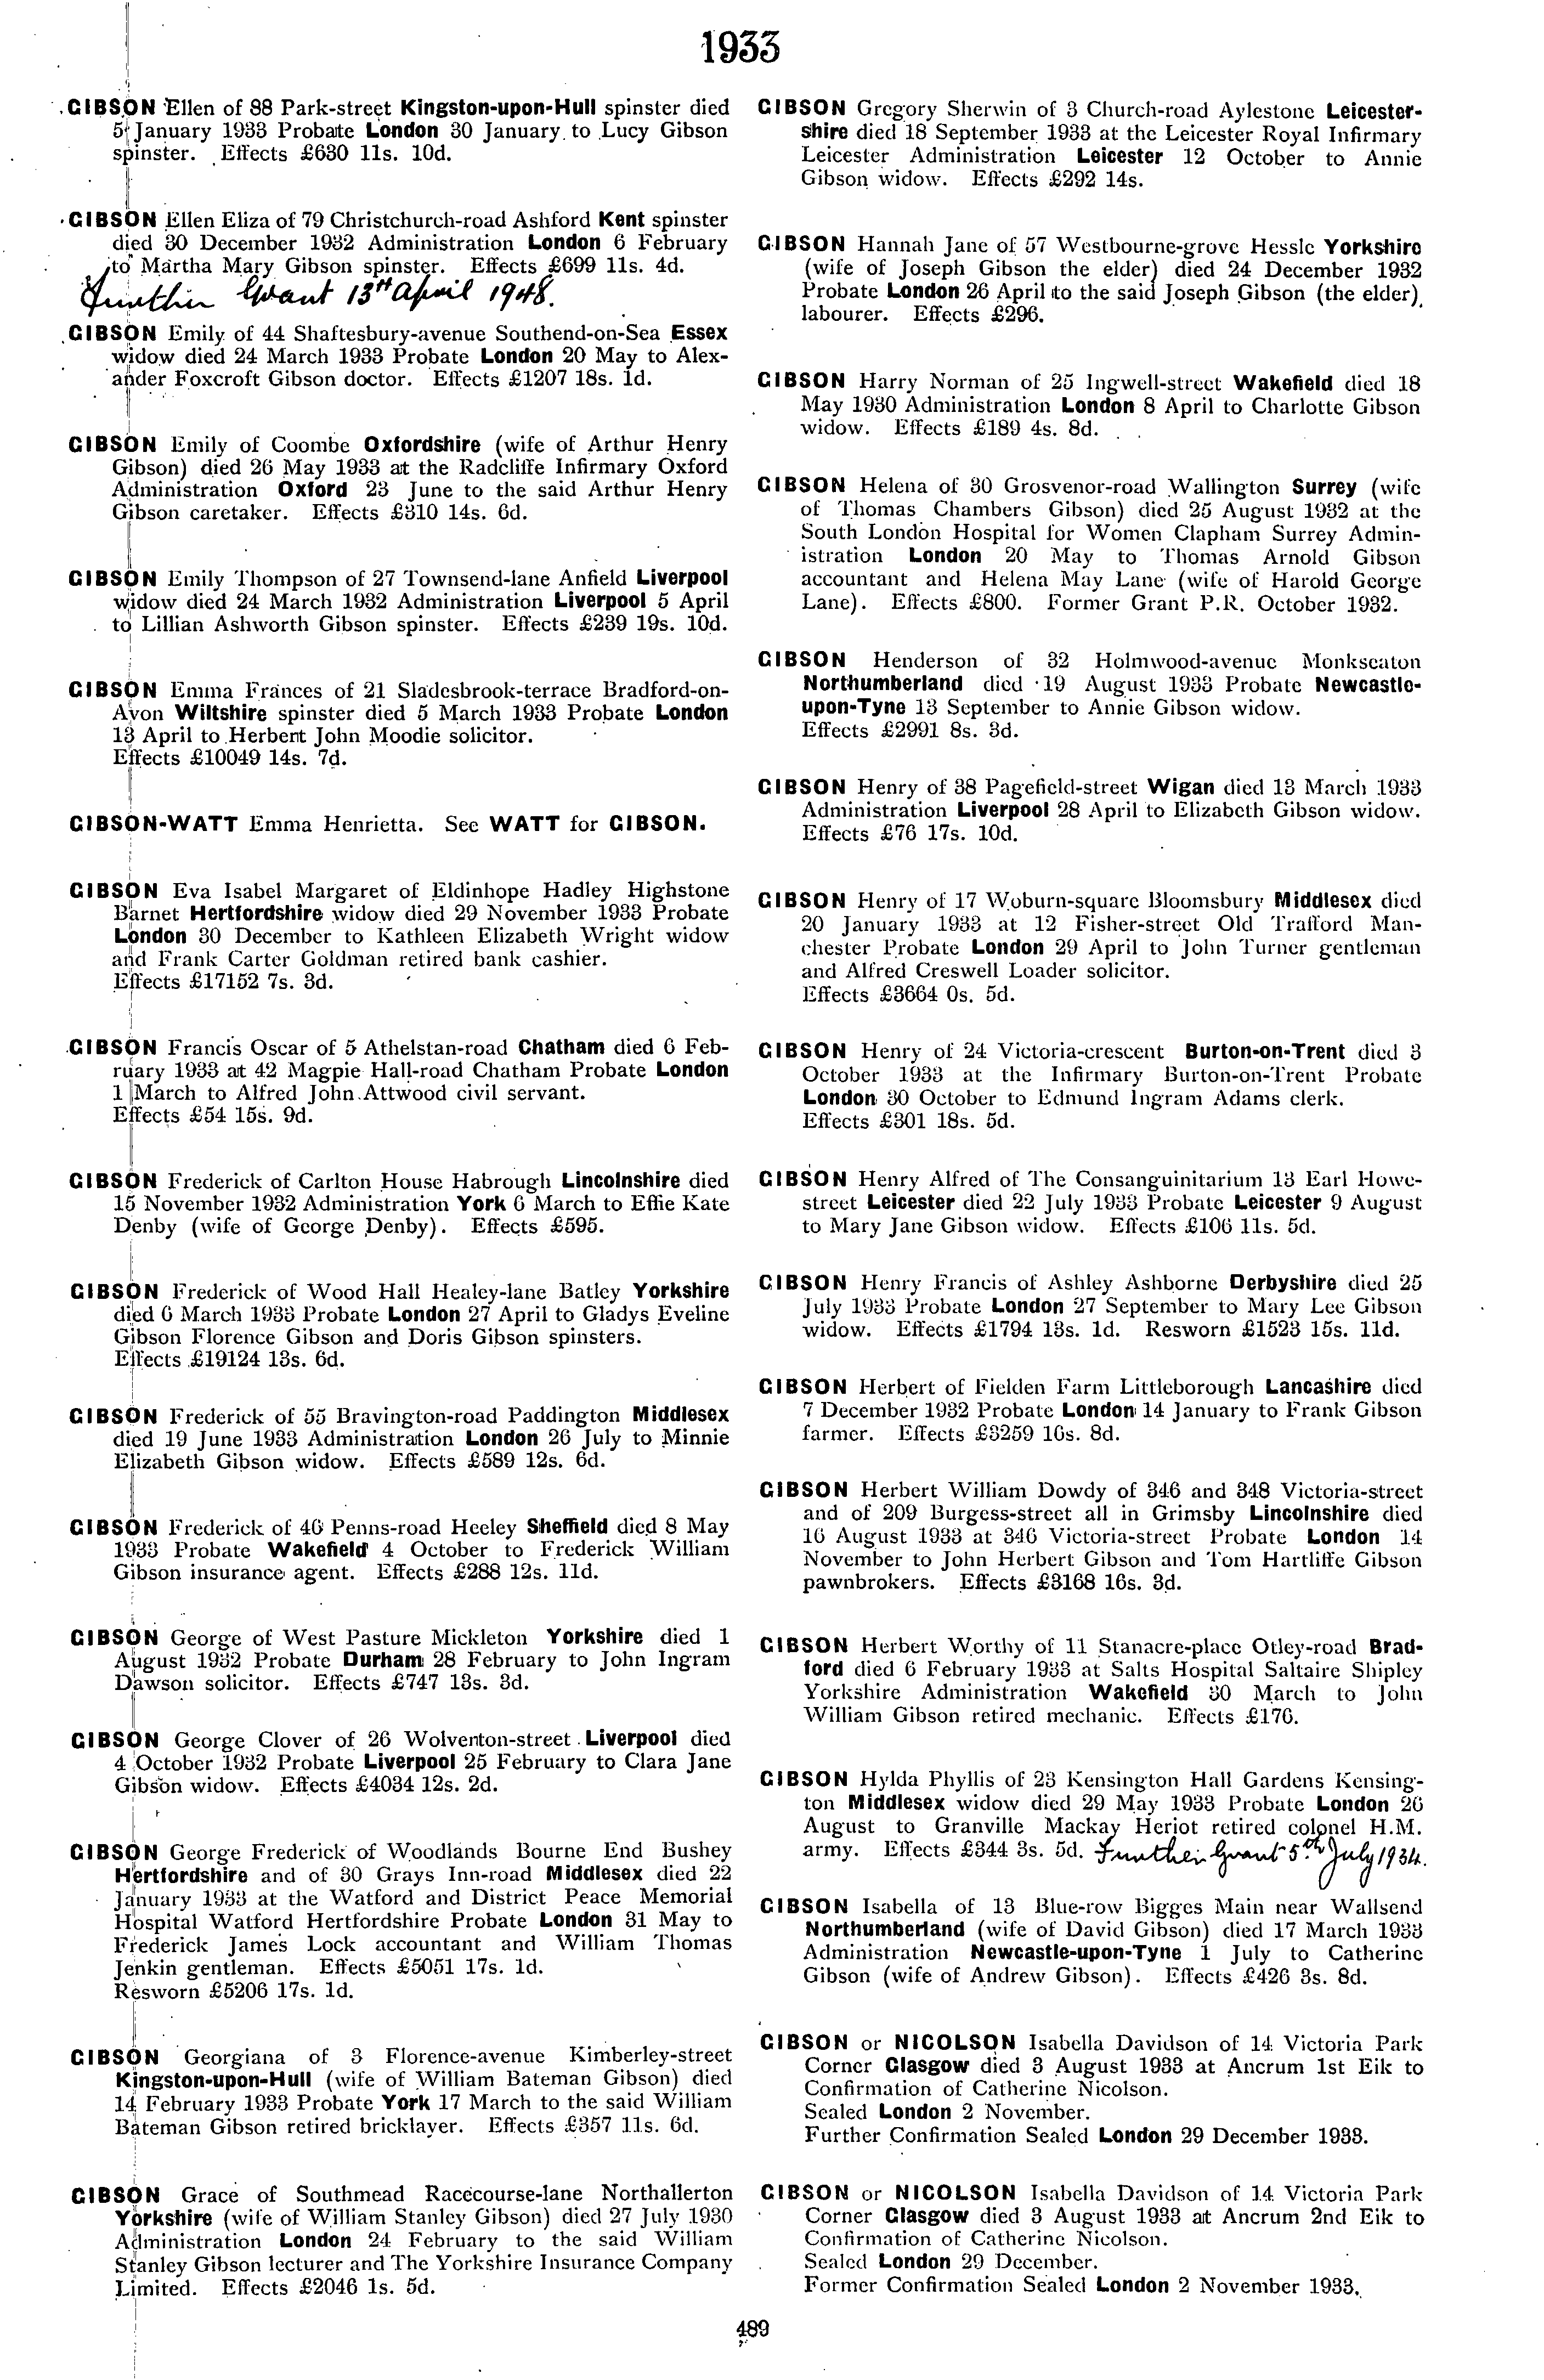 1933
GIBSON Ellen of 88 Park-street Kingston-upon-Hull spinster died
5 January 1933 Probate London 30 January to Lucy Gibson
spinster. Effects £630 11s. 10d.
GIBSON Ellen Eliza of 79 Christchurch-road Ashford Kent spinster
died 30 December 1932 Administration London 6 February
to Martha Mary Gibson spinster. Effects £699 11s. 4d.
Further Grant 13th April 1948.
GIBSON Emily of 44 Shaftesbury-avenue Southend-on-Sea Essex
widow died 24 March 1933 Probate London 20 May to Alex-
ander Foxcroft Gibson doctor. Effects £1207 18s. 1d.
GIBSON Emily of Coombe Oxfordshire (wife of Arthur Henry
Gibson) died 26 May 1933 at the Radcliffe Infirmary Oxford
Administration Oxford 23 June to the said Arthur Henry
Gibson caretaker. Effects £310 14s. 6d.
GIBSON Emily Thompson of 27 Townsend-lane Anfield Liverpool
widow died 24 March 1932 Administration Liverpool 5 April
to Lillian Ashworth Gibson spinster. Effects £239 19s. 10d.
GIBSON Emma Frances of 21 Sladesbrook-terrace Bradford-on-
Avon Wiltshire spinster died 5 March 1933 Probate London
13 April to Herbert John Moodie solicitor.
Effects £10049 14s. 7d.
GIBSON-WATT Emma Henrietta. See WATT for GIBSON.
GIBSON Eva Isabel Margaret of Eldinhope Hadley Highstone
Barnet Hertfordshire widow died 29 November 1933 Probate
London 30 December to Kathleen Elizabeth Wright widow
and Frank Carter Goldman retired bank cashier.
Effects £17152 7s. 3d.
GIBSON Francis Oscar of 5 Athelstan-road Chatham died 6 Feb-
ruary 1933 at 42 Magpie Hall-road Chatham Probate London
1 March to Alfred John Attwood civil servant.
Effects £54 15s. 9d.
GIBSON Frederick of Carlton House Habrough Lincolnshire died
15 November 1932 Administration York 6 March to Effie Kate
Denby (wife of George Denby). Effects £595.
GIBSON Frederick of Wood Hall Healey-lane Batley Yorkshire
died 6 March 1933 Probate London 27 April to Gladys Eveline
Gibson Florence Gibson and Doris Gibson spinsters.
Effects £19124 13s. 6d.
GIBSON Frederick of 55 Bravington-road Paddington Middlesex
died 19 June 1933 Administration London 26 July to Minnie
Elizabeth Gibson widow. Effects £589 12s. 6d.
GIBSON Frederick of 46 Penns-road Heeley Sheffield died 8 May
1933 Probate Wakefield 4 October to Frederick William
Gibson insurance agent. Effects £288 12s. 11d.
GIBSON George of West Pasture Mickleton Yorkshire died 1
August 1932 Probate Durham 28 February to John Ingram
Dawson solicitor. Effects £747 13s. 3d.
GIBSON George Clover of 26 Wolverton-street Liverpool died
4 October 1932 Probate Liverpool 25 February to Clara Jane
Gibson widow. Effects £4034 12s. 2d.
GIBSON George Frederick of Woodlands Bourne End Bushey
Hertfordshire and of 30 Grays Inn-road Middlesex died 22
January 1933 at the Watford and District Peace Memorial
Hospital Watford Hertfordshire Probate London 31 May to
Frederick James Lock accountant and William Thomas
Jenkin gentleman. Effects £5051 17s. 1d.
Resworn £5206 17s. 1d.
GIBSON Georgiana of 3 Florence-avenue Kimberley-street
Kingston-upon-Hull (wife of William Bateman Gibson) died
14 February 1933 Probate York 17 March to the said William
Bateman Gibson retired bricklayer. Effects £357 11s. 6d.
GIBSON Grace of Southmead Racecourse-lane Northallerton
Yorkshire (wife of William Stanley Gibson) died 27 July 1930
Administration London 24 February to the said William
Stanley Gibson lecturer and The Yorkshire Insurance Company
Limited. Effects £2046 1s. 5d.
GIBSON Gregory Sherwin of 3 Church-road Aylestone Leicester-
shire died 18 September 1933 at the Leicester Royal Infirmary
Leicester Administration Leicester 12 October to Annie
Gibson widow. Effects £292 14s.
GIBSON Hannah Jane of 57 Westbourne-grove Hessle Yorkshire
(wife of Joseph Gibson the elder) died 24 December 1932
Probate London 26 April to the said Joseph Gibson (the elder)
labourer. Effects £296.
GIBSON Harry Norman of 25 Ingwell-street Wakefield died 18
May 1930 Administration London 8 April to Charlotte Gibson
widow. Effects £189 4s. 8d.
GIBSON Helena of 30 Grosvenor-road Wallington Surrey (wife
of Thomas Chambers Gibson) died 25 August 1932 at the
South London Hospital for Women Clapham Surrey Admin-
istration London 20 May to Thomas Arnold Gibson
accountant and Helena May Lane (wife of Harold George
Lane). Effects £800. Former Grant P.R. October 1932.
GIBSON Henderson of 32 Holmwood-avenue Monkseaton
Northumberland died 19 August 1933 Probate Newcastle-
upon-Tyne 13 September to Annie Gibson widow.
Effects £2991 8s. 3d.
GIBSON Henry of 38 Pagefield-street Wigan died 13 March 1933
Administration Liverpool 28 April to Elizabeth Gibson widow.
Effects £76 17s. 10d.
GIBSON Henry of 17 Woburn-square Bloomsbury Middlesex died
20 January 1933 at 12 Fisher-street Old Trafford Man-
chester Probate London 29 April to John Turner gentleman
and Alfred Creswell Loader solicitor.
Effects £3664 0s. 5d.
GIBSON Henry of 24 Victoria-crescent Burton-on-Trent died 3
October 1933 at the Infirmary Burton-on-Trent Probate
London 30 October to Edmund Ingram Adams clerk.
Effects £301 18s. 5d.
GIBSON Henry Alfred of The Consanguinitarium 13 Earl Howe-
street Leicester died 22 July 1933 Probate Leicester 9 August
to Mary Jane Gibson widow. Effects £106 11s. 5d.
GIBSON Henry Francis of Ashley Ashborne Derbyshire died 25
July 1933 Probate London 27 September to Mary Lee Gibson
widow. Effects £1794 13s. 1d. Resworn £1523 15s. 11d.
GIBSON Herbert of Fielden Farm Littleborough Lancashire died
7 December 1932 Probate London 14 January to Frank Gibson
farmer. Effects £3259 16s. 8d.
GIBSON Herbert William Dowdy of 346 and 348 Victoria-street
and of 209 Burgess-street all in Grimsby Lincolnshire died
16 August 1933 at 346 Victoria-street Probate London 14
November to John Herbert Gibson and Tom Hartliffe Gibson
pawnbrokers. Effects £3168 16s. 3d.
GIBSON Herbert Worthy of 11 Stanacre-place Otley-road Brad-
ford died 6 February 1933 at Salts Hospital Saltaire Shipley
Yorkshire Administration Wakefield 30 March to John
William Gibson retired mechanic. Effects £176.
GIBSON Hylda Phyllis of 23 Kensington Hall Gardens Kensing-
ton Middlesex widow died 29 May 1933 Probate London 26
August to Granville Mackay Heriot retired colonel H.M.
army. Effects £344 3s. 5d. Further Grant 5th July 1934.
GIBSON Isabella of 13 Blue-row Bigges Main near Wallsend
Northumberland (wife of David Gibson) died 17 March 1933
Administration Newcastle-upon-Tyne 1 July to Catherine
Gibson (wife of Andrew Gibson). Effects £426 3s. 8d.
GIBSON or NICOLSON Isabella Davidson of 14 Victoria Park
Corner Glasgow died 3 August 1933 at Ancrum 1st Eik to
Confirmation of Catherine Nicolson.
Sealed London 2 November.
Further Confirmation Sealed London 29 December 1933.
GIBSON or NICOLSON Isabella Davidson of 14 Victoria Park
Corner Glasgow died 3 August 1933 at Ancrum 2nd Eik to
Confirmation of Catherine Nicolson.
Sealed London 29 December.
Former Confirmation Sealed London 2 November 1933.
489